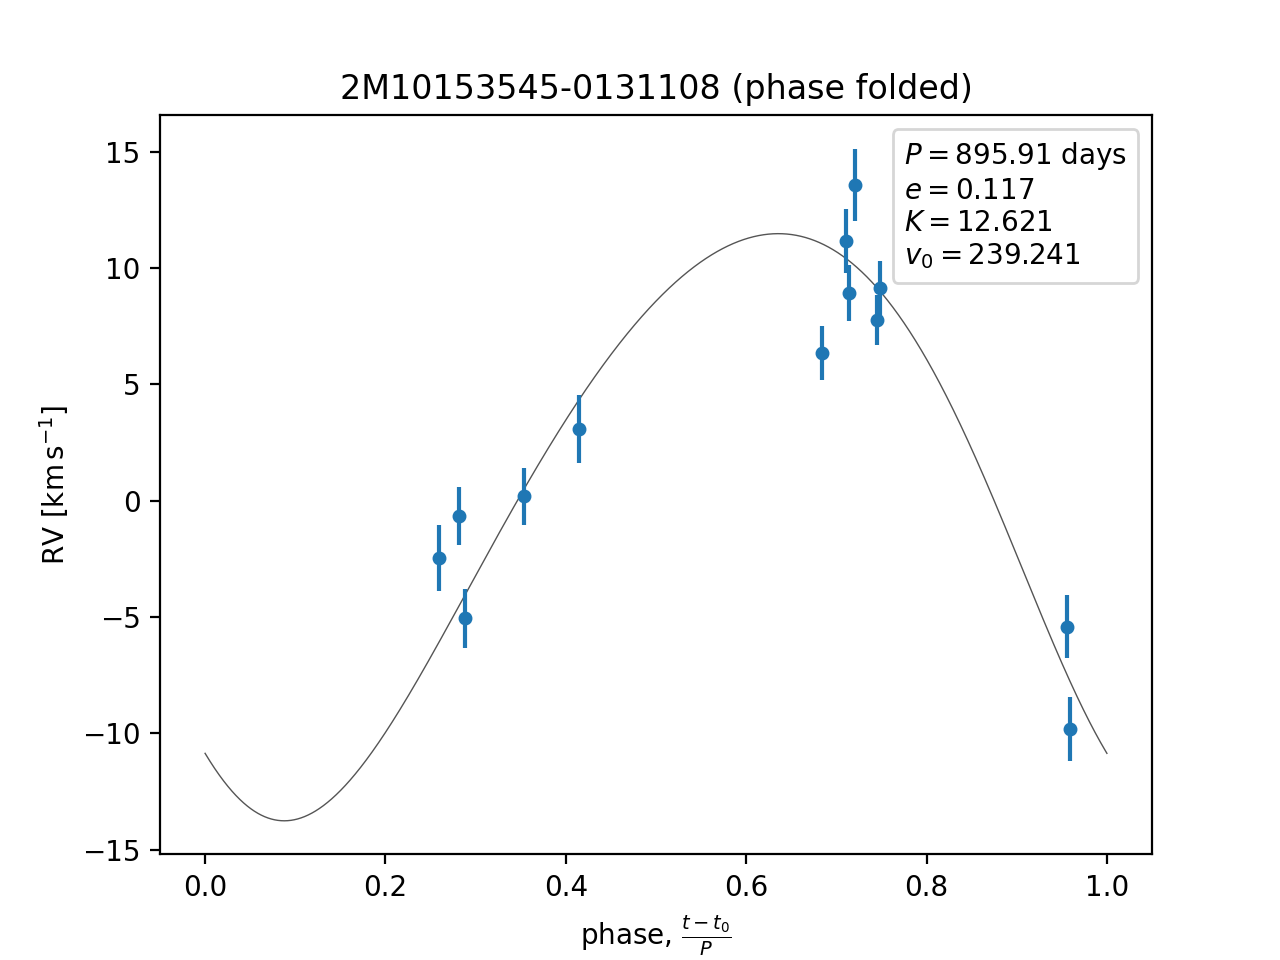 2M10153545-0131108 (phase folded)
P = 895.91 days
e = 0.117
K = 12.621
v₀ = 239.241
RV [km s⁻¹]
15
10
5
0
−5
−10
−15
0.0 0.2 0.4 0.6 0.8 1.0
phase, (t − t₀)/P